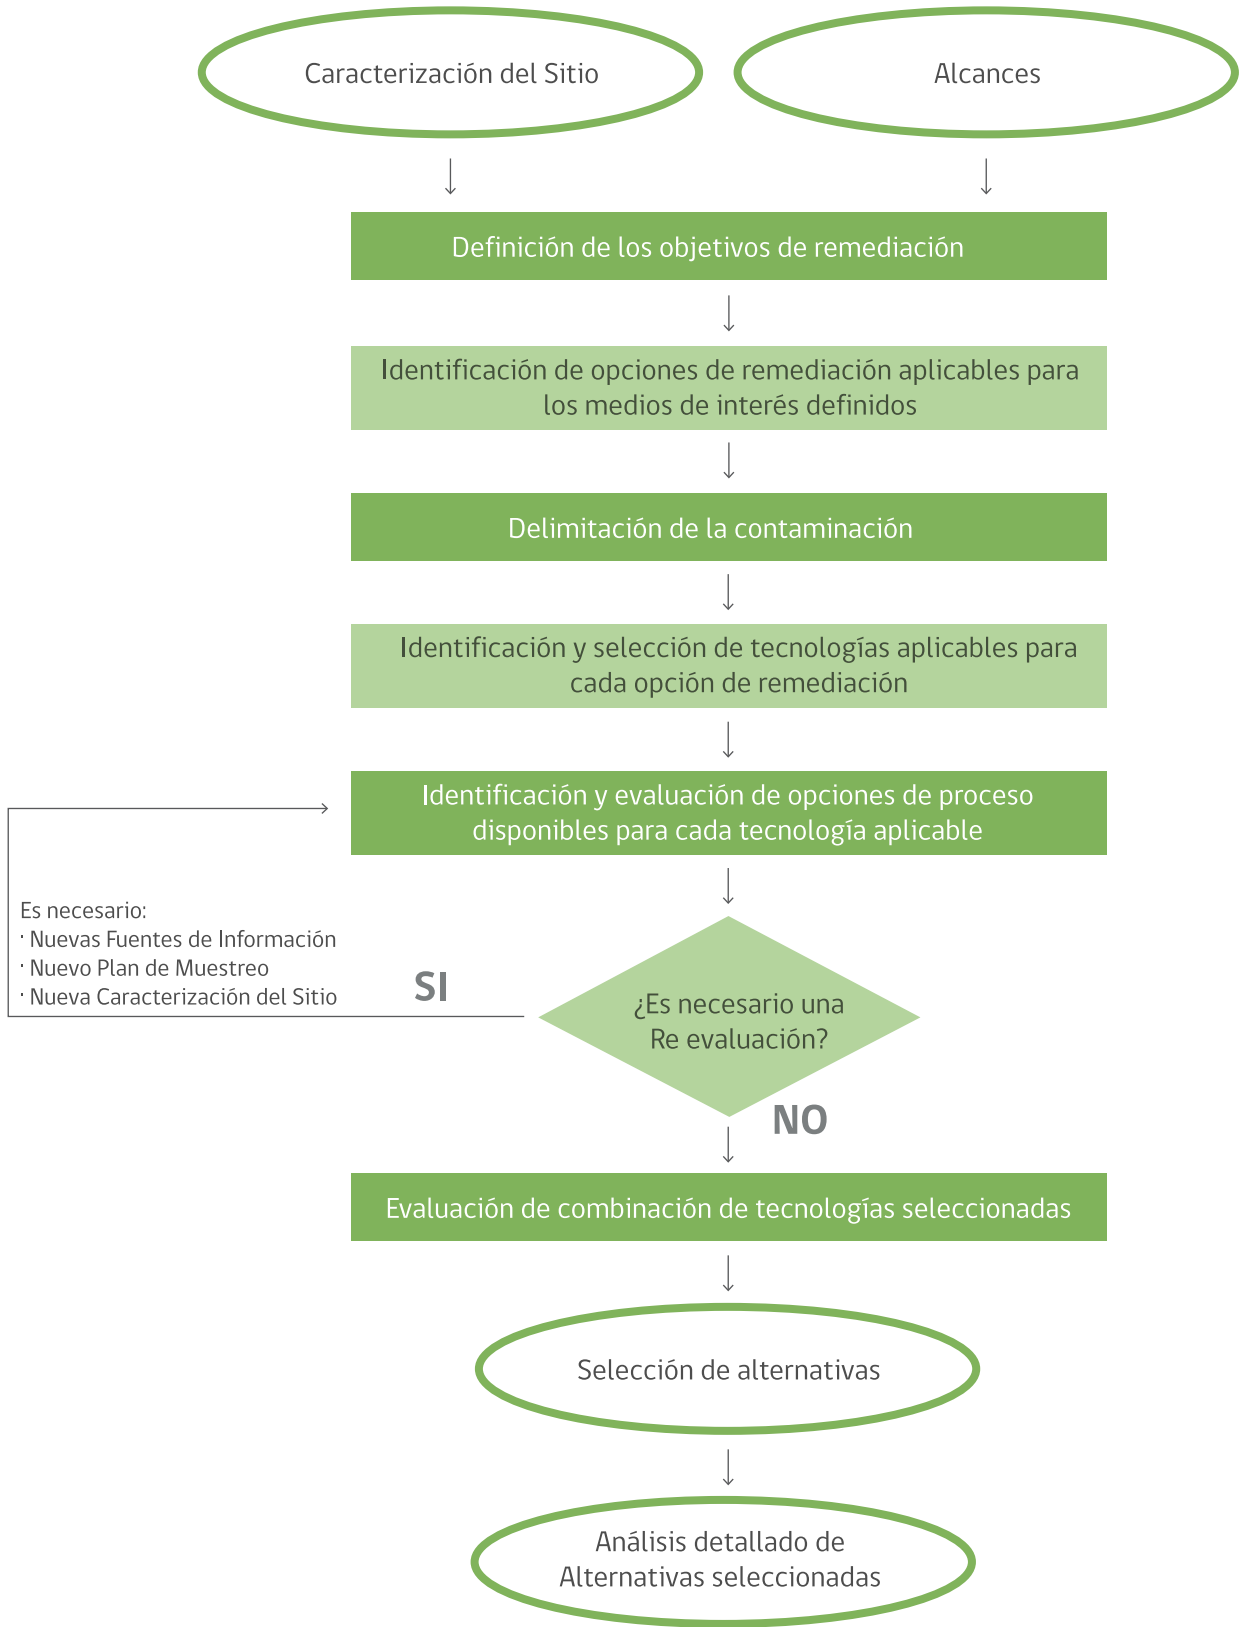 Caracterización del Sitio
Alcances
Definición de los objetivos de remediación
Identificación de opciones de remediación aplicables para
los medios de interés definidos
Delimitación de la contaminación
Identificación y selección de tecnologías aplicables para
cada opción de remediación
Identificación y evaluación de opciones de proceso
disponibles para cada tecnología aplicable
Es necesario:
· Nuevas Fuentes de Información
· Nuevo Plan de Muestreo
· Nueva Caracterización del Sitio
SI
¿Es necesario una
Re evaluación?
NO
Evaluación de combinación de tecnologías seleccionadas
Selección de alternativas
Análisis detallado de
Alternativas seleccionadas